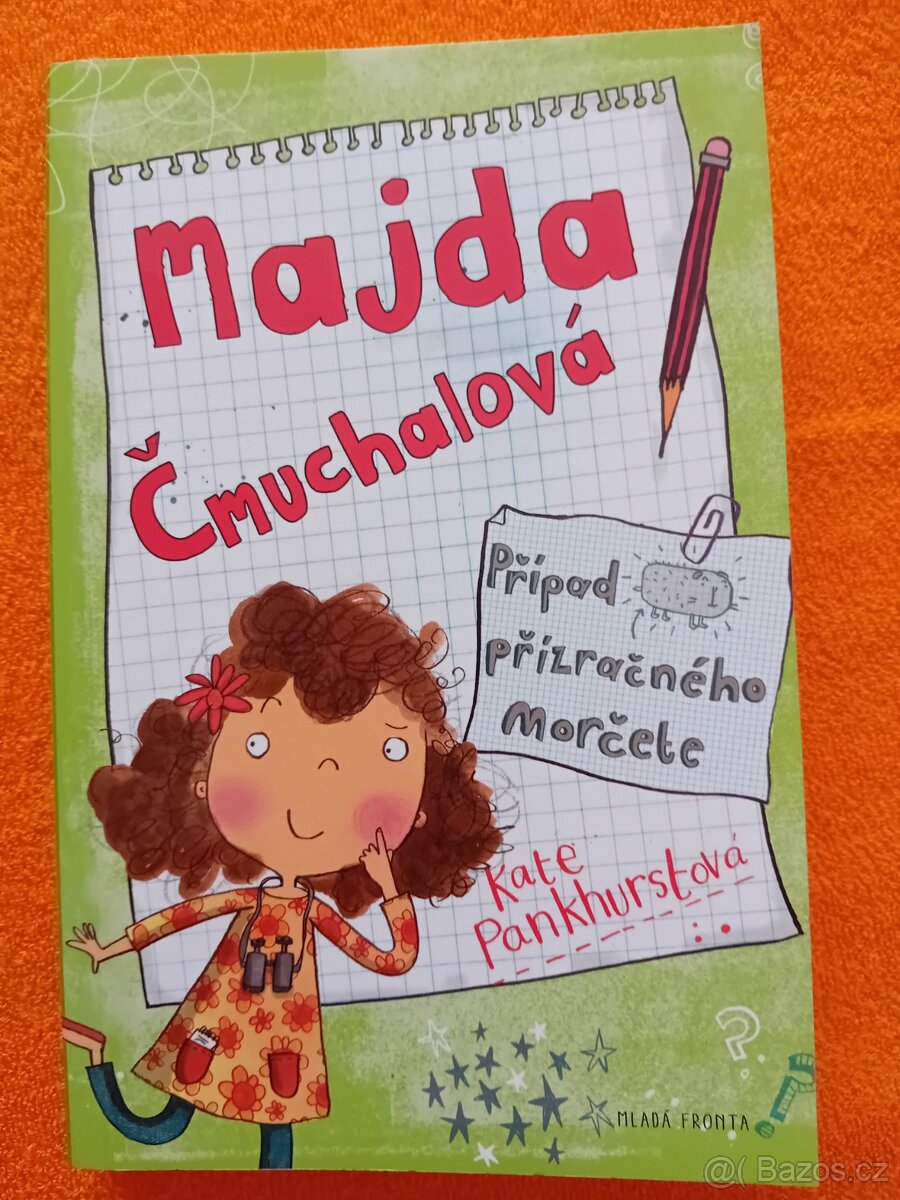 Majda
Čmuchalová
Případ
přízračného
morčete
Kate
Pankhurstová
?
MLADÁ FRONTA
@( Bazos.cz